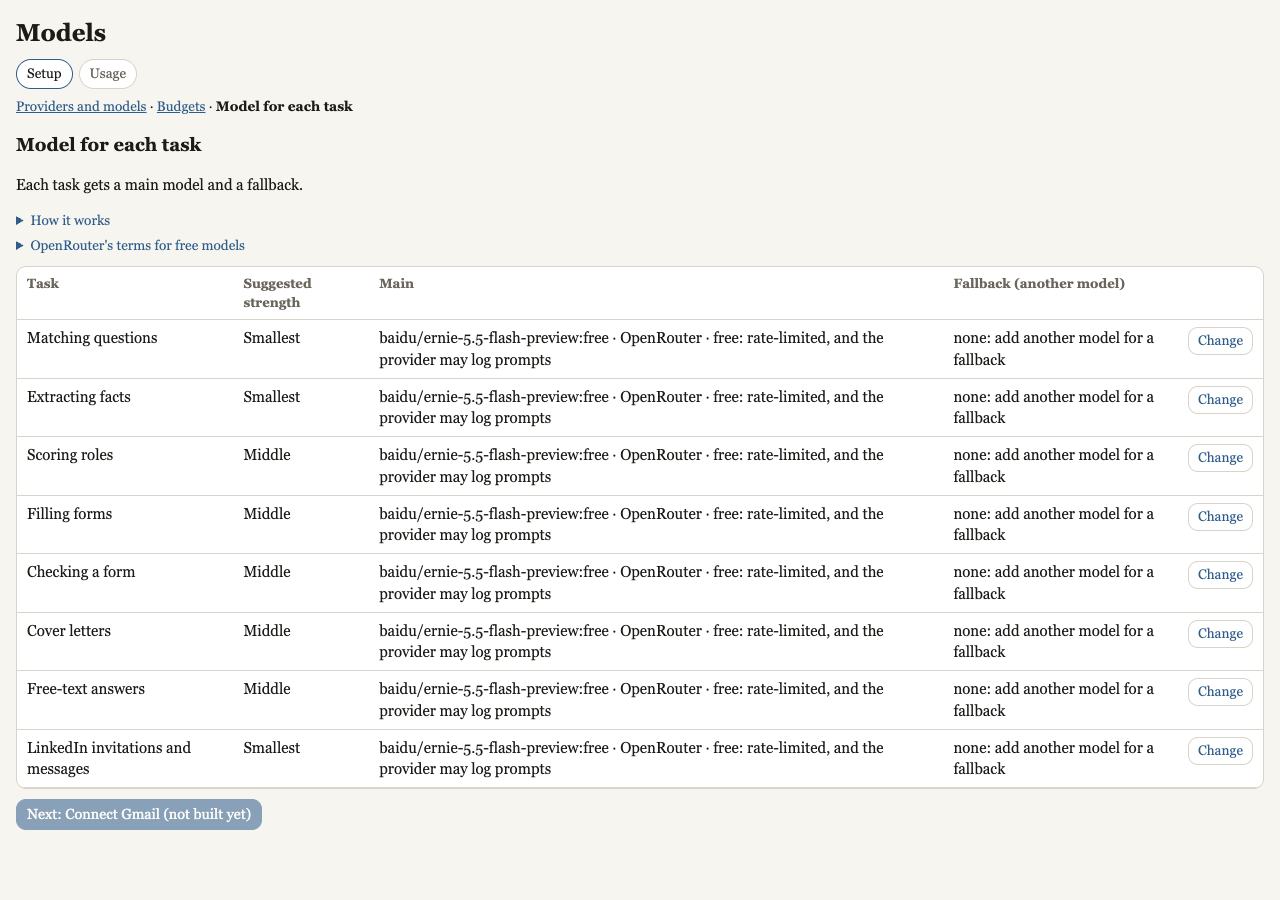 Models
Setup
Usage
Providers and models · Budgets · Model for each task
Model for each task
Each task gets a main model and a fallback.
How it works
OpenRouter's terms for free models
Task
Suggested
strength
Main
Fallback (another model)
Matching questions
Smallest
baidu/ernie-5.5-flash-preview:free · OpenRouter · free: rate-limited, and the
provider may log prompts
none: add another model for a
fallback
Change
Extracting facts
Smallest
baidu/ernie-5.5-flash-preview:free · OpenRouter · free: rate-limited, and the
provider may log prompts
none: add another model for a
fallback
Change
Scoring roles
Middle
baidu/ernie-5.5-flash-preview:free · OpenRouter · free: rate-limited, and the
provider may log prompts
none: add another model for a
fallback
Change
Filling forms
Middle
baidu/ernie-5.5-flash-preview:free · OpenRouter · free: rate-limited, and the
provider may log prompts
none: add another model for a
fallback
Change
Checking a form
Middle
baidu/ernie-5.5-flash-preview:free · OpenRouter · free: rate-limited, and the
provider may log prompts
none: add another model for a
fallback
Change
Cover letters
Middle
baidu/ernie-5.5-flash-preview:free · OpenRouter · free: rate-limited, and the
provider may log prompts
none: add another model for a
fallback
Change
Free-text answers
Middle
baidu/ernie-5.5-flash-preview:free · OpenRouter · free: rate-limited, and the
provider may log prompts
none: add another model for a
fallback
Change
LinkedIn invitations and
messages
Smallest
baidu/ernie-5.5-flash-preview:free · OpenRouter · free: rate-limited, and the
provider may log prompts
none: add another model for a
fallback
Change
Next: Connect Gmail (not built yet)